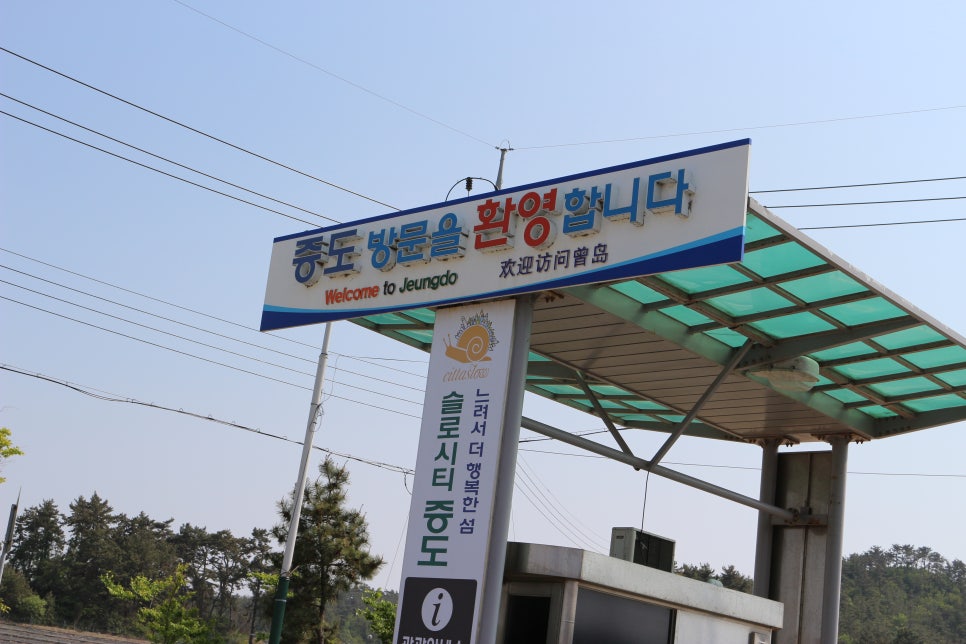 증도 방문을 환영합니다
Welcome to Jeungdo
欢迎访问曾岛
cittaslow
느려서 더 행복한 섬
슬로시티 증도
i